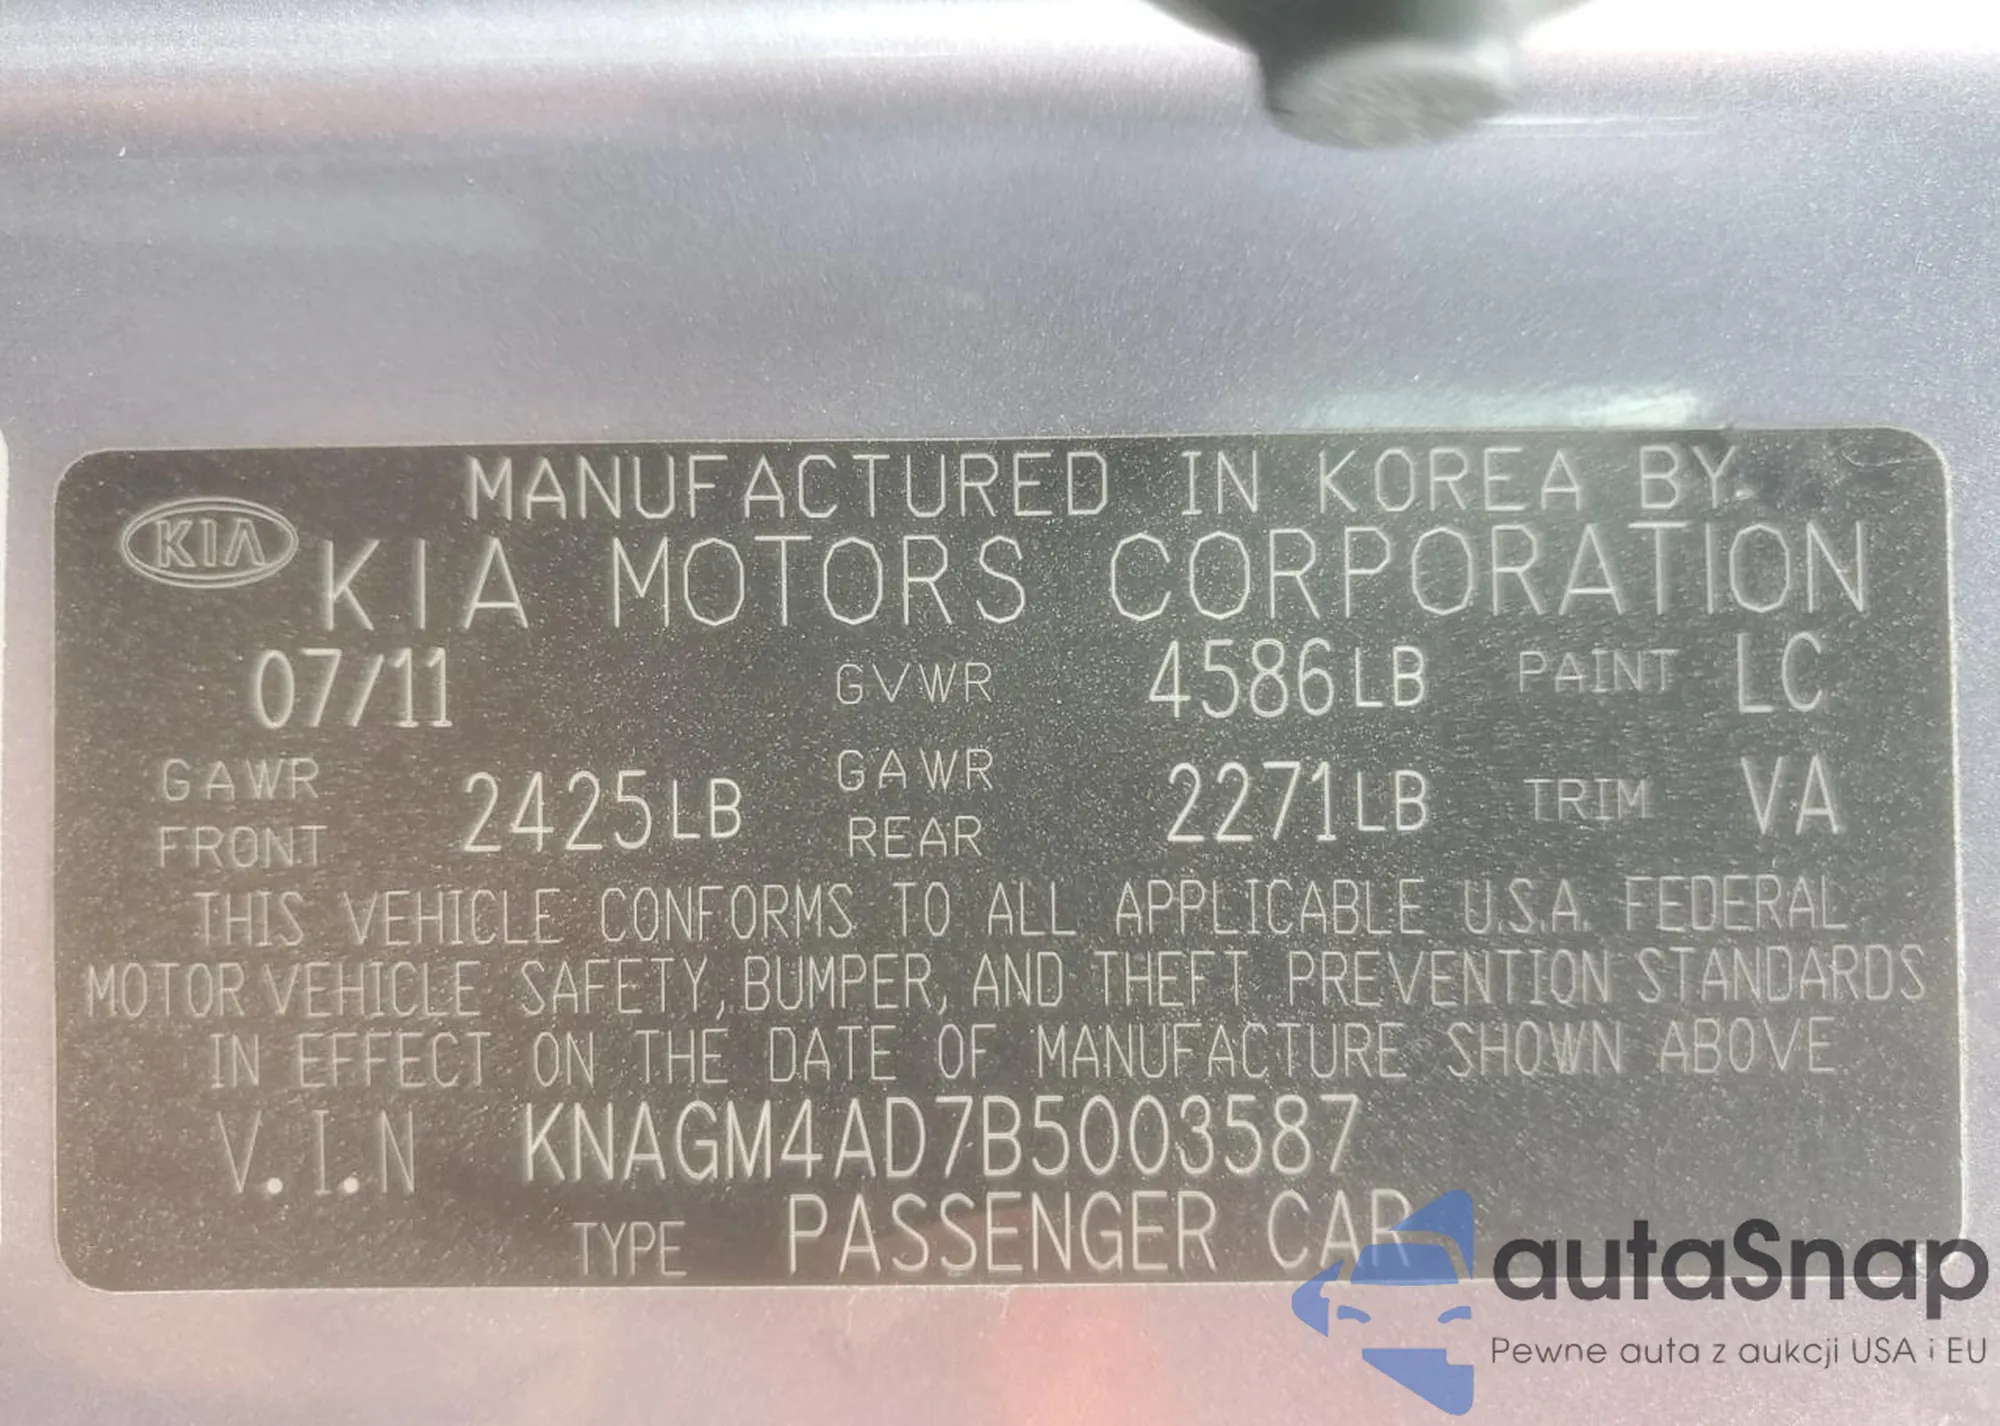 MANUFACTURED IN KOREA BY
KIA KIA MOTORS CORPORATION
07/11 GVWR 4586LB PAINT LC
GAWR FRONT 2425LB GAWR REAR 2271LB TRIM VA
THIS VEHICLE CONFORMS TO ALL APPLICABLE U.S.A. FEDERAL
MOTOR VEHICLE SAFETY, BUMPER, AND THEFT PREVENTION STANDARDS
IN EFFECT ON THE DATE OF MANUFACTURE SHOWN ABOVE
V.I.N KNAGM4AD7B5003587
TYPE PASSENGER CAR
autaSnap
Pewne auta z aukcji USA i EU